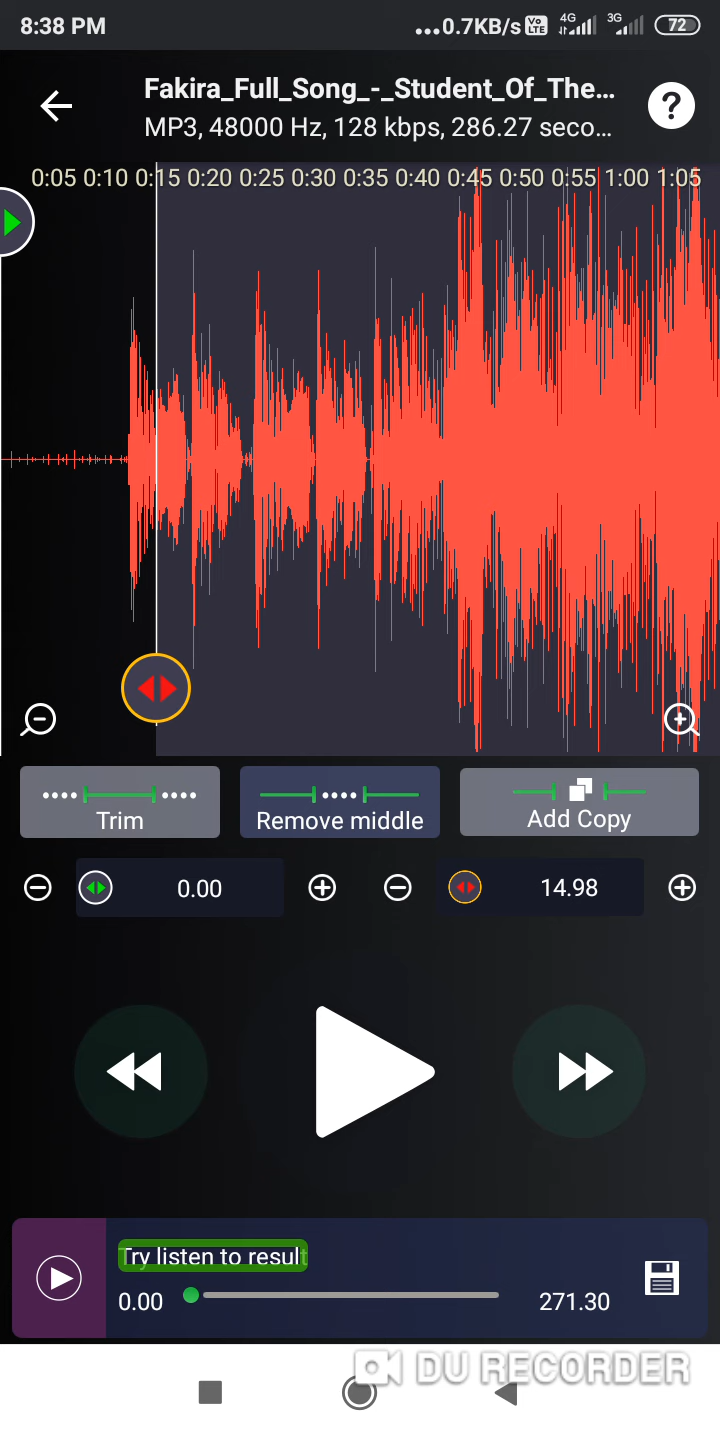 8:38 PM ...0.7KB/s Vo LTE 4G 3G 72
Fakira_Full_Song_-_Student_Of_The...
MP3, 48000 Hz, 128 kbps, 286.27 seco...
?
0:05 0:10 0:15 0:20 0:25 0:30 0:35 0:40 0:45 0:50 0:55 1:00 1:05
Trim Remove middle Add Copy
0.00 14.98
Try listen to result
0.00 271.30
DU RECORDER